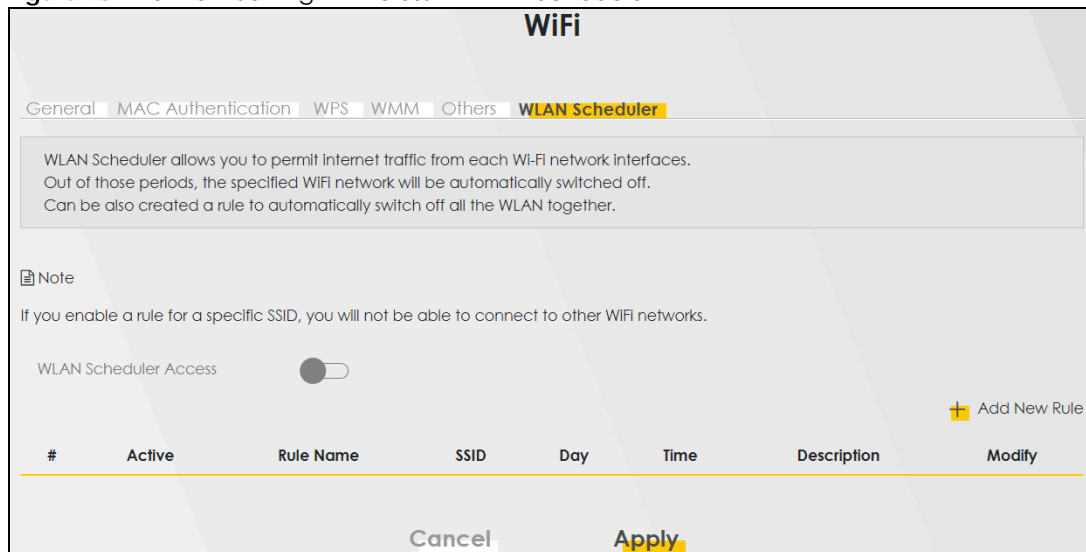 WiFi
General MAC Authentication WPS WMM Others WLAN Scheduler
WLAN Scheduler allows you to permit internet traffic from each Wi-Fi network interfaces.
Out of those periods, the specified WiFi network will be automatically switched off.
Can be also created a rule to automatically switch off all the WLAN together.
Note
If you enable a rule for a specific SSID, you will not be able to connect to other WiFi networks.
WLAN Scheduler Access
+ Add New Rule
# Active Rule Name SSID Day Time Description Modify
Cancel Apply